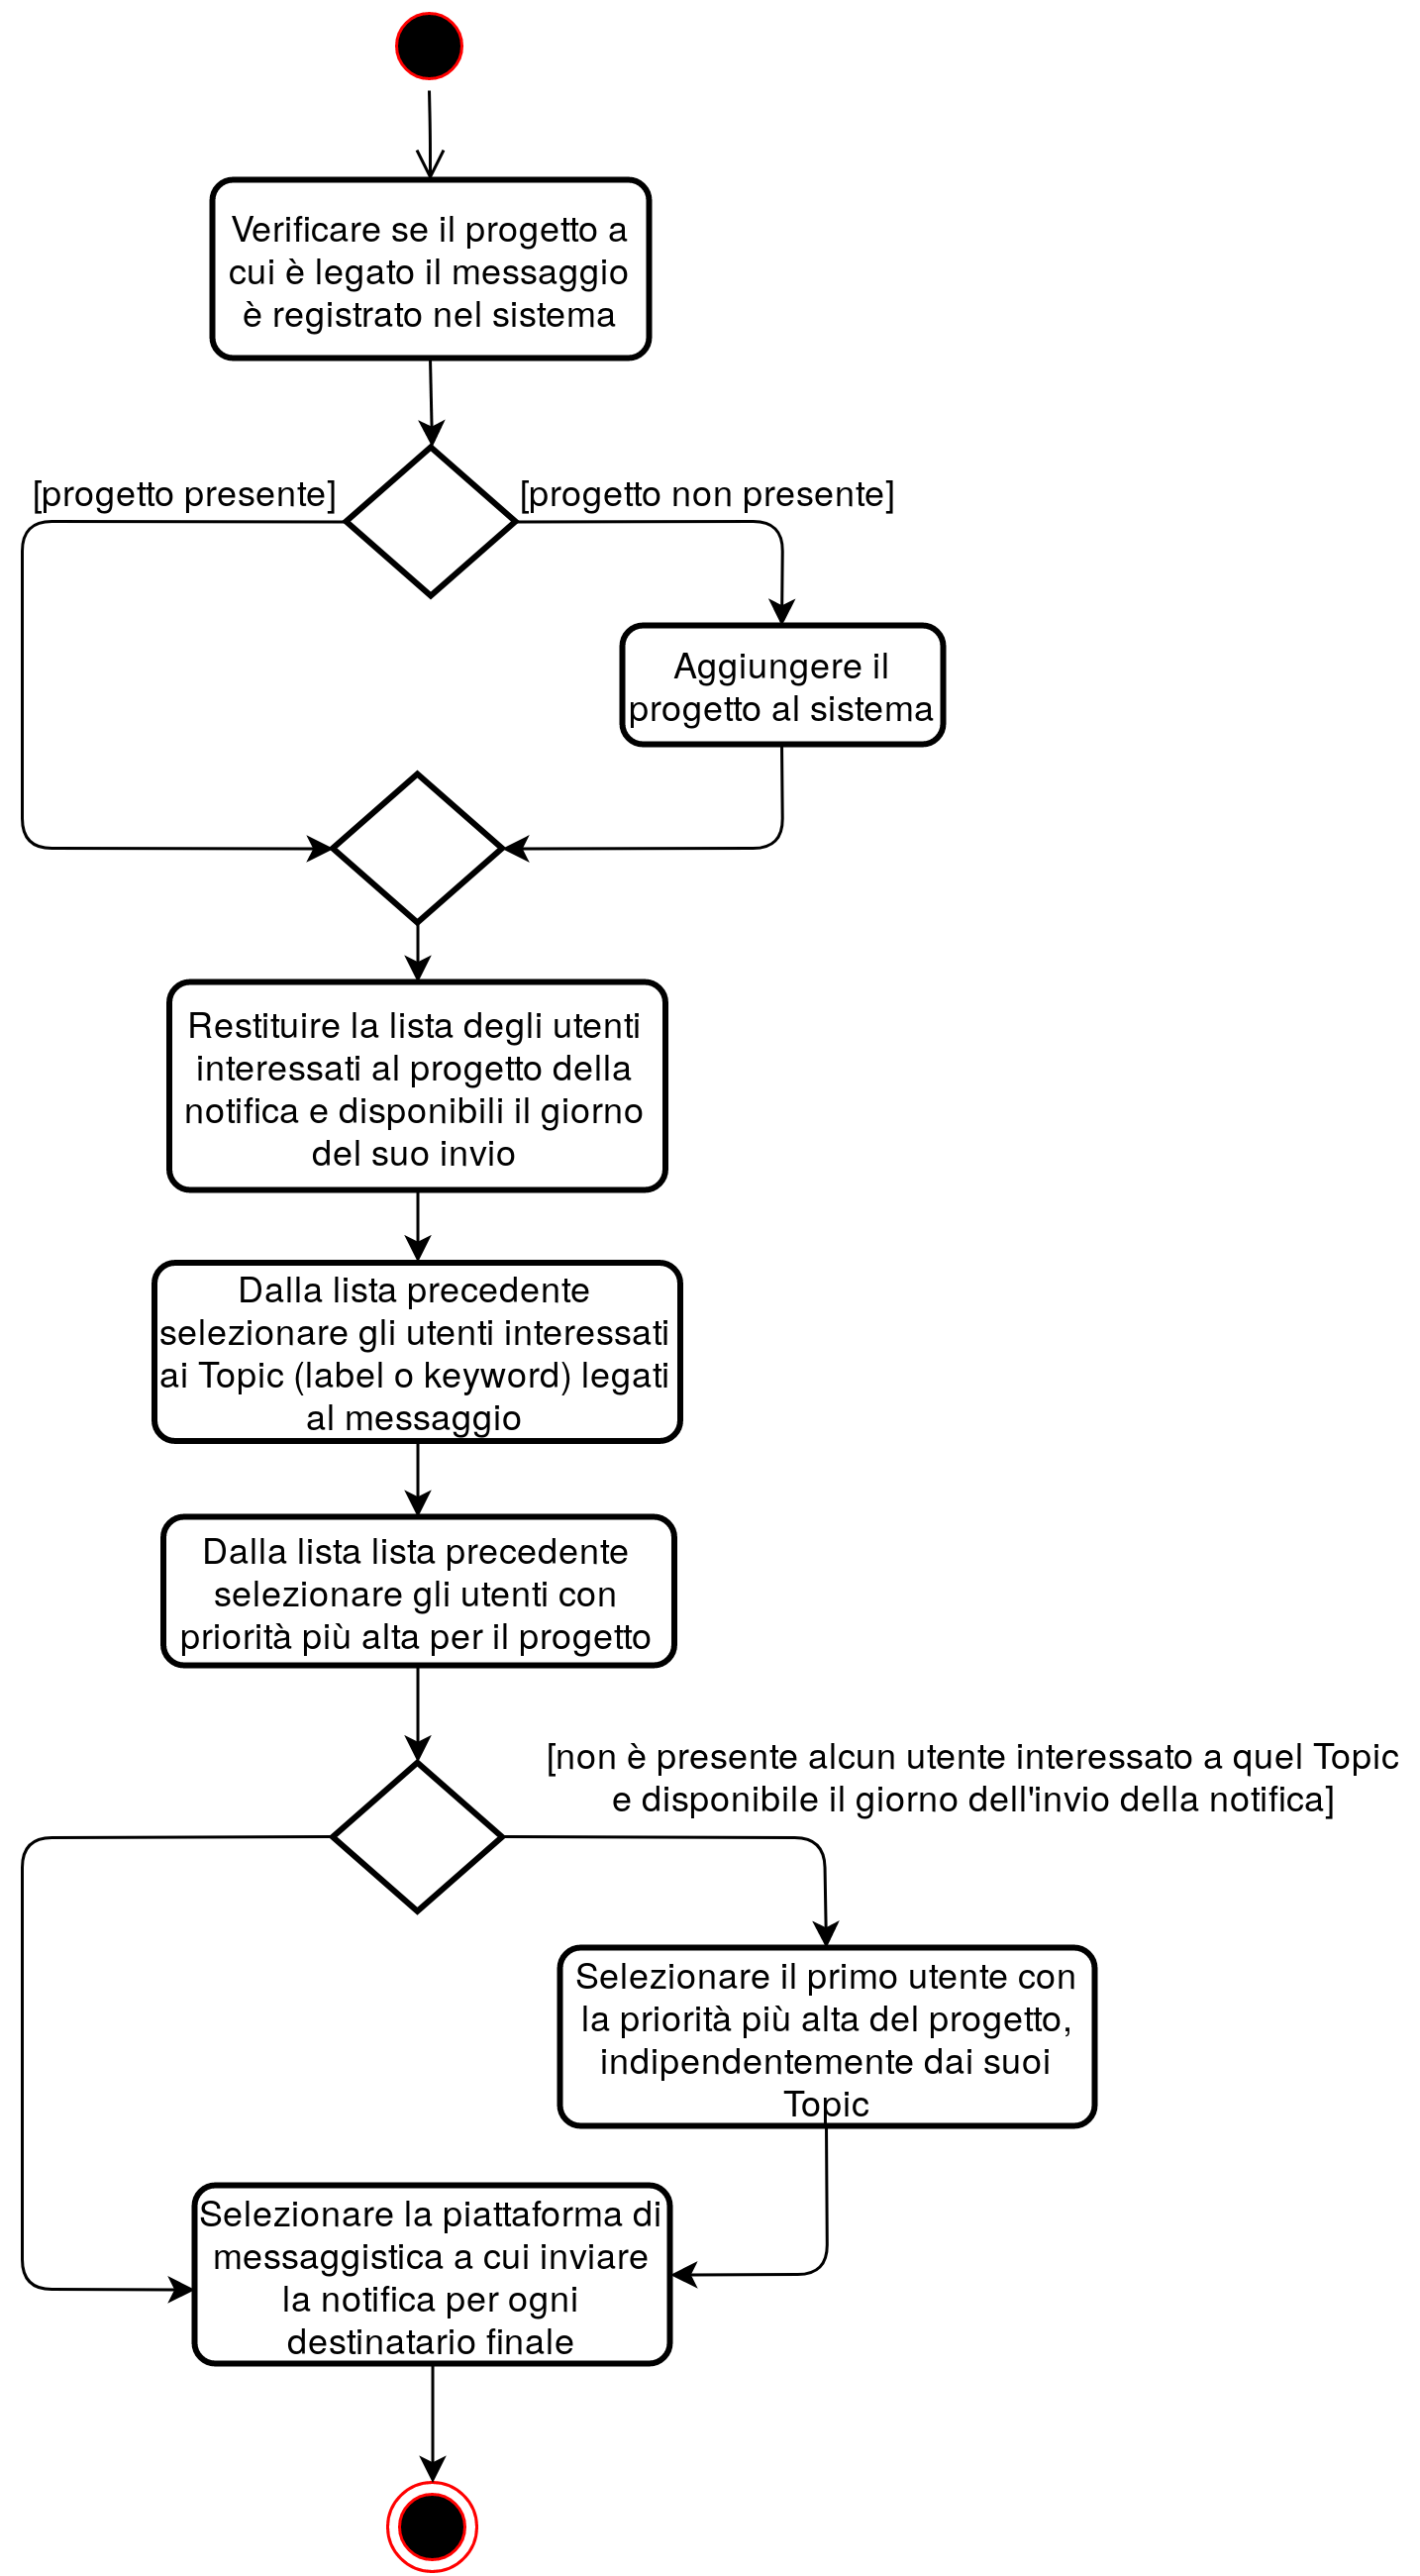 Verificare se il progetto a
cui è legato il messaggio
è registrato nel sistema
[progetto presente]
[progetto non presente]
Aggiungere il
progetto al sistema
Restituire la lista degli utenti
interessati al progetto della
notifica e disponibili il giorno
del suo invio
Dalla lista precedente
selezionare gli utenti interessati
ai Topic (label o keyword) legati
al messaggio
Dalla lista lista precedente
selezionare gli utenti con
priorità più alta per il progetto
[non è presente alcun utente interessato a quel Topic
e disponibile il giorno dell'invio della notifica]
Selezionare il primo utente con
la priorità più alta del progetto,
indipendentemente dai suoi
Topic
Selezionare la piattaforma di
messaggistica a cui inviare
la notifica per ogni
destinatario finale